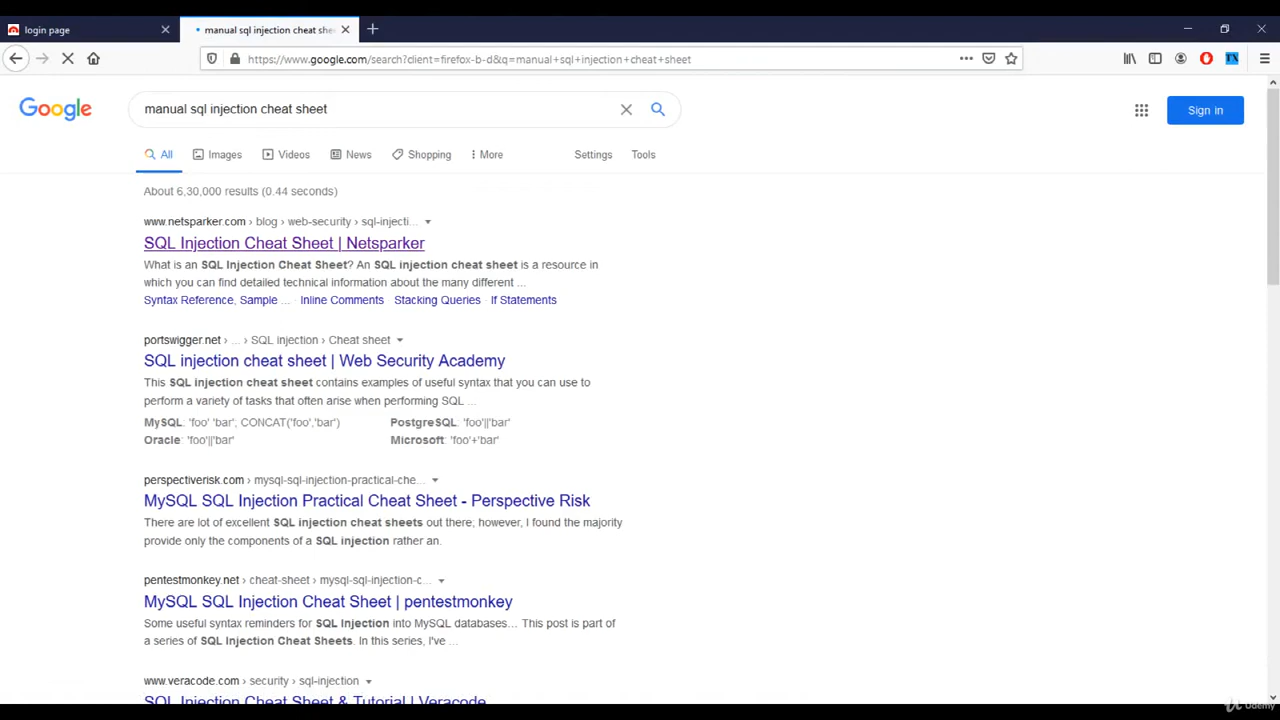 login page
manual sql injection cheat she
https://www.google.com/search?client=firefox-b-d&q=manual+sql+injection+cheat+sheet
TX
Google
manual sql injection cheat sheet
Sign in
All Images Videos News Shopping More Settings Tools
About 6,30,000 results (0.44 seconds)
www.netsparker.com › blog › web-security › sql-injecti...
SQL Injection Cheat Sheet | Netsparker
What is an SQL Injection Cheat Sheet? An SQL injection cheat sheet is a resource in
which you can find detailed technical information about the many different ...
Syntax Reference, Sample ... · Inline Comments · Stacking Queries · If Statements
portswigger.net › ... › SQL injection › Cheat sheet
SQL injection cheat sheet | Web Security Academy
This SQL injection cheat sheet contains examples of useful syntax that you can use to
perform a variety of tasks that often arise when performing SQL ...
MySQL: 'foo' 'bar'; CONCAT('foo','bar') PostgreSQL: 'foo'||'bar'
Oracle: 'foo'||'bar' Microsoft: 'foo'+'bar'
perspectiverisk.com › mysql-sql-injection-practical-che...
MySQL SQL Injection Practical Cheat Sheet - Perspective Risk
There are lot of excellent SQL injection cheat sheets out there; however, I found the majority
provide only the components of a SQL injection rather an.
pentestmonkey.net › cheat-sheet › mysql-sql-injection-c...
MySQL SQL Injection Cheat Sheet | pentestmonkey
Some useful syntax reminders for SQL Injection into MySQL databases... This post is part of
a series of SQL Injection Cheat Sheets. In this series, I've ...
www.veracode.com › security › sql-injection
SQL Injection Cheat Sheet & Tutorial | Veracode
Udemy